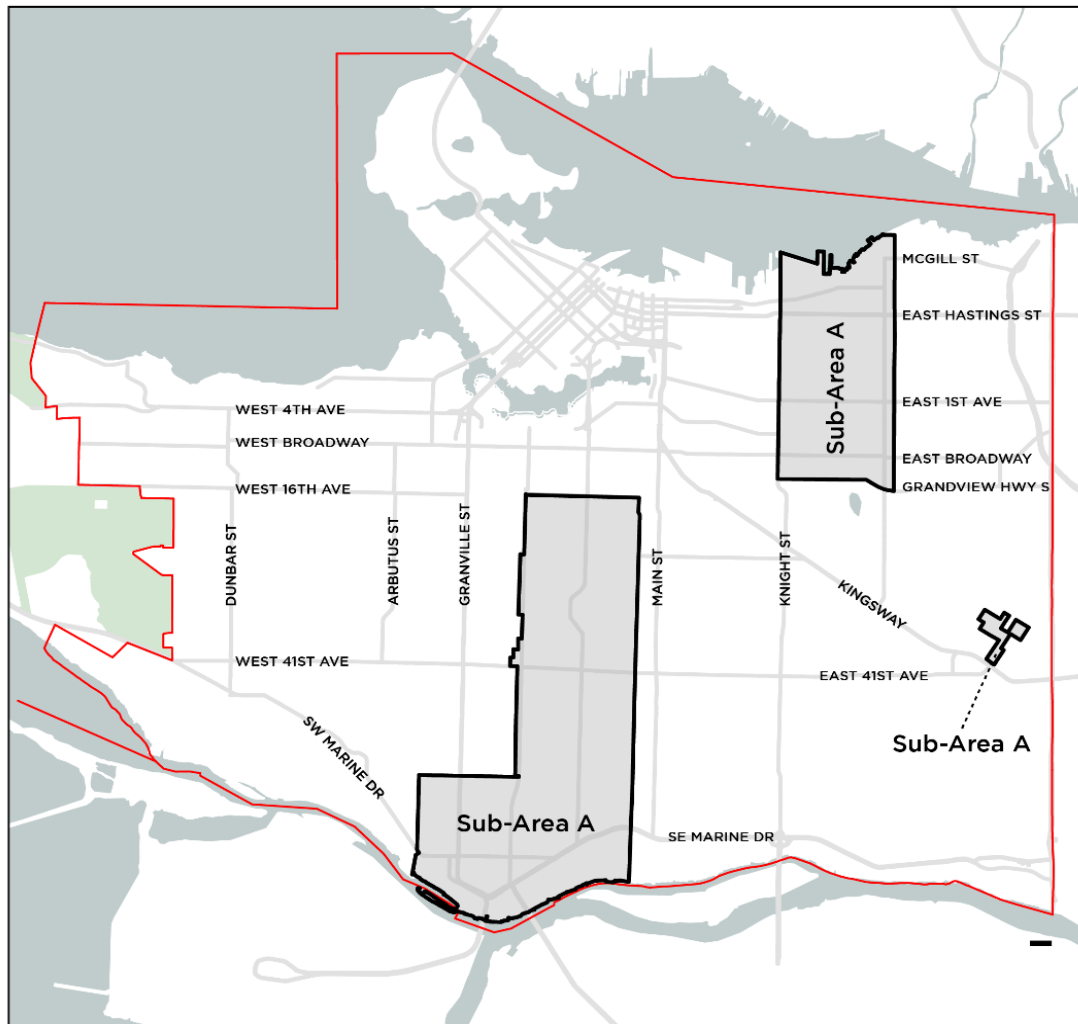 MCGILL ST
EAST HASTINGS ST
Sub-Area A
WEST 4TH AVE
EAST 1ST AVE
WEST BROADWAY
EAST BROADWAY
WEST 16TH AVE
GRANDVIEW HWY S
DUNBAR ST
ARBUTUS ST
GRANVILLE ST
MAIN ST
KNIGHT ST
KINGSWAY
WEST 41ST AVE
EAST 41ST AVE
SW MARINE DR
Sub-Area A
Sub-Area A
SE MARINE DR